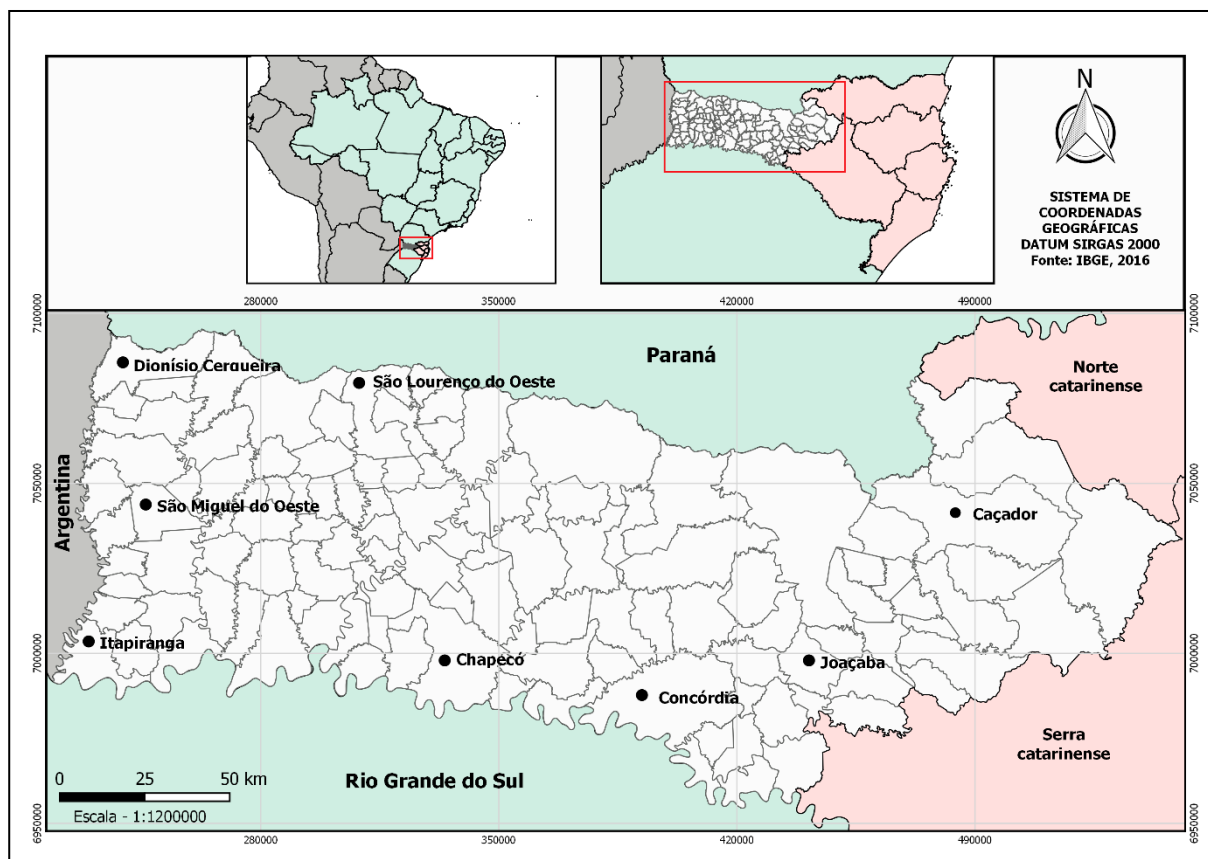 N
SISTEMA DE
COORDENADAS
GEOGRÁFICAS
DATUM SIRGAS 2000
Fonte: IBGE, 2016
280000
350000
420000
490000
7100000
7100000
Paraná
Norte
catarinense
Dionísio Cerqueira
São Lourenço do Oeste
Argentina
7050000
7050000
São Miguel do Oeste
Caçador
Itapiranga
Chapecó
Joaçaba
7000000
7000000
Concórdia
Serra
catarinense
Rio Grande do Sul
0 25 50 km
Escala - 1:1200000
6950000
6950000
280000
350000
420000
490000